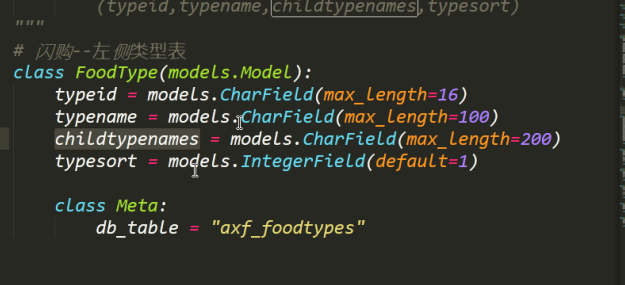 (typeid,typename,childtypenames,typesort)
"""
# 闪购--左侧类型表
class FoodType(models.Model):
typeid = models.CharField(max_length=16)
typename = models.CharField(max_length=100)
childtypenames = models.CharField(max_length=200)
typesort = models.IntegerField(default=1)
class Meta:
db_table = "axf_foodtypes"